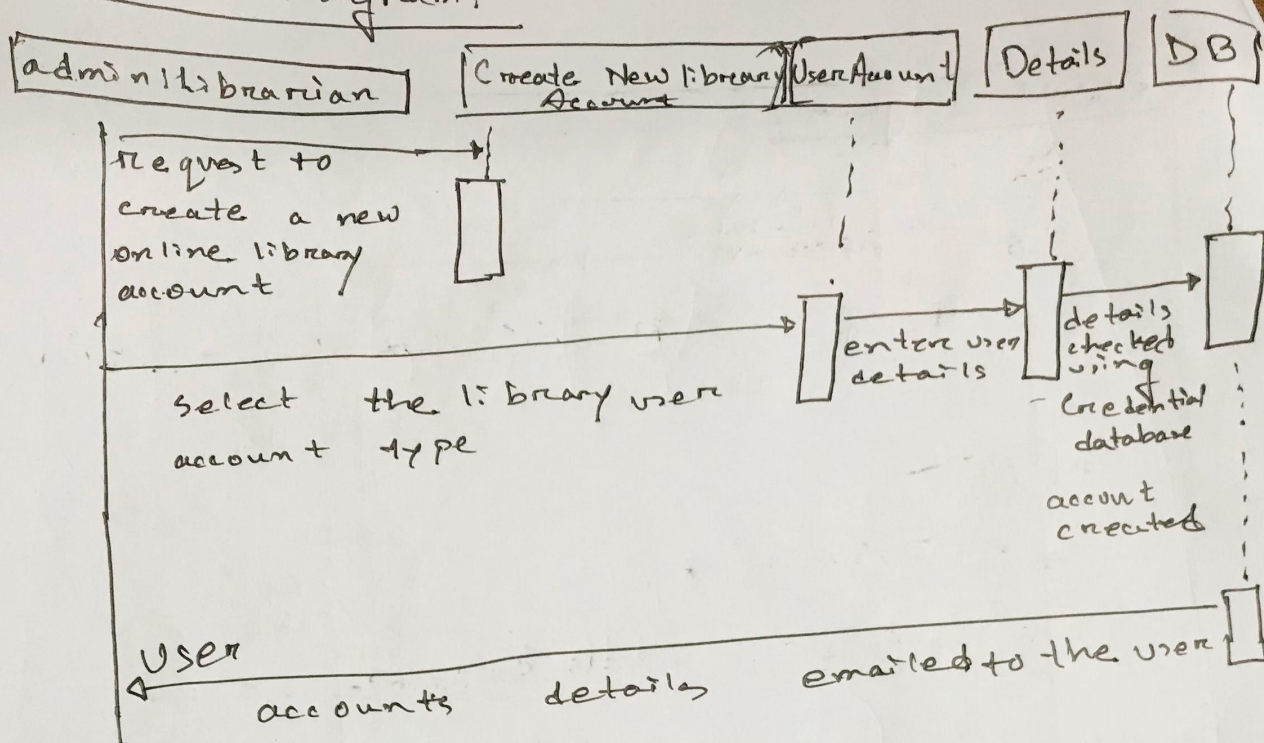 admin/librarian
Create New library
Account
User Account
Details
DB
request to
create a new
online library
account
enter user
details
details
checked
using
credential
database
select the library user
account type
account
created
User
accounts details emailed to the user